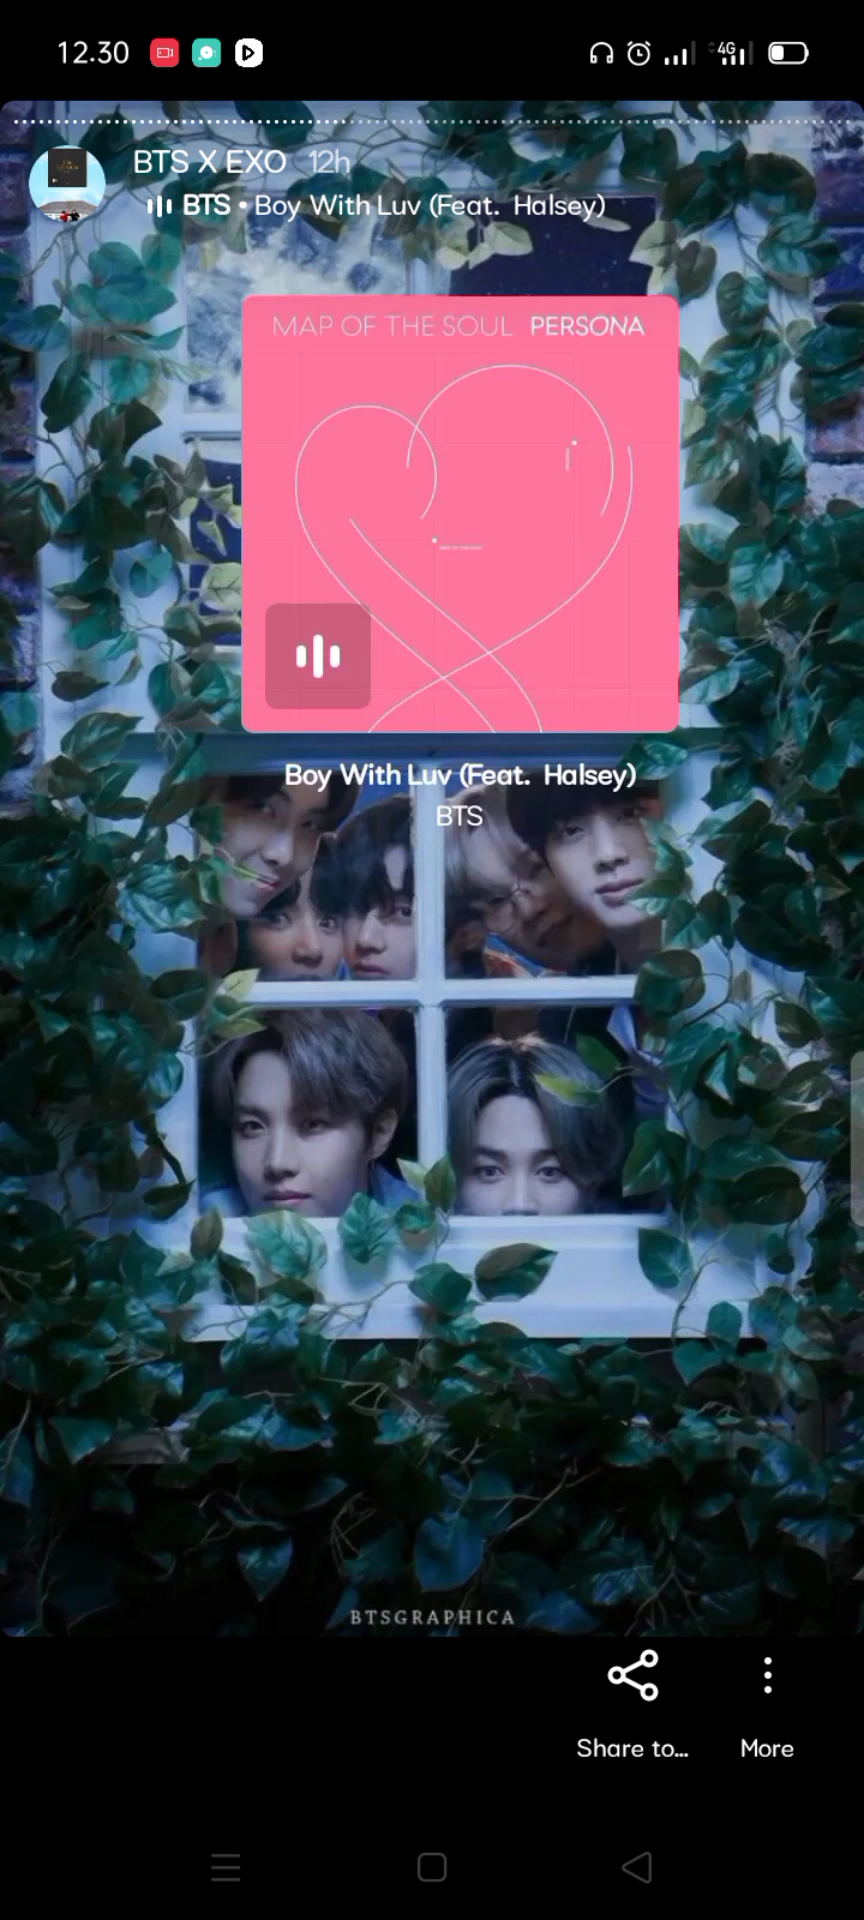 12.30
4G
BTS X EXO 12h
BTS • Boy With Luv (Feat. Halsey)
MAP OF THE SOUL PERSONA
Boy With Luv (Feat. Halsey)
BTS
BTSGRAPHICA
Share to...
More